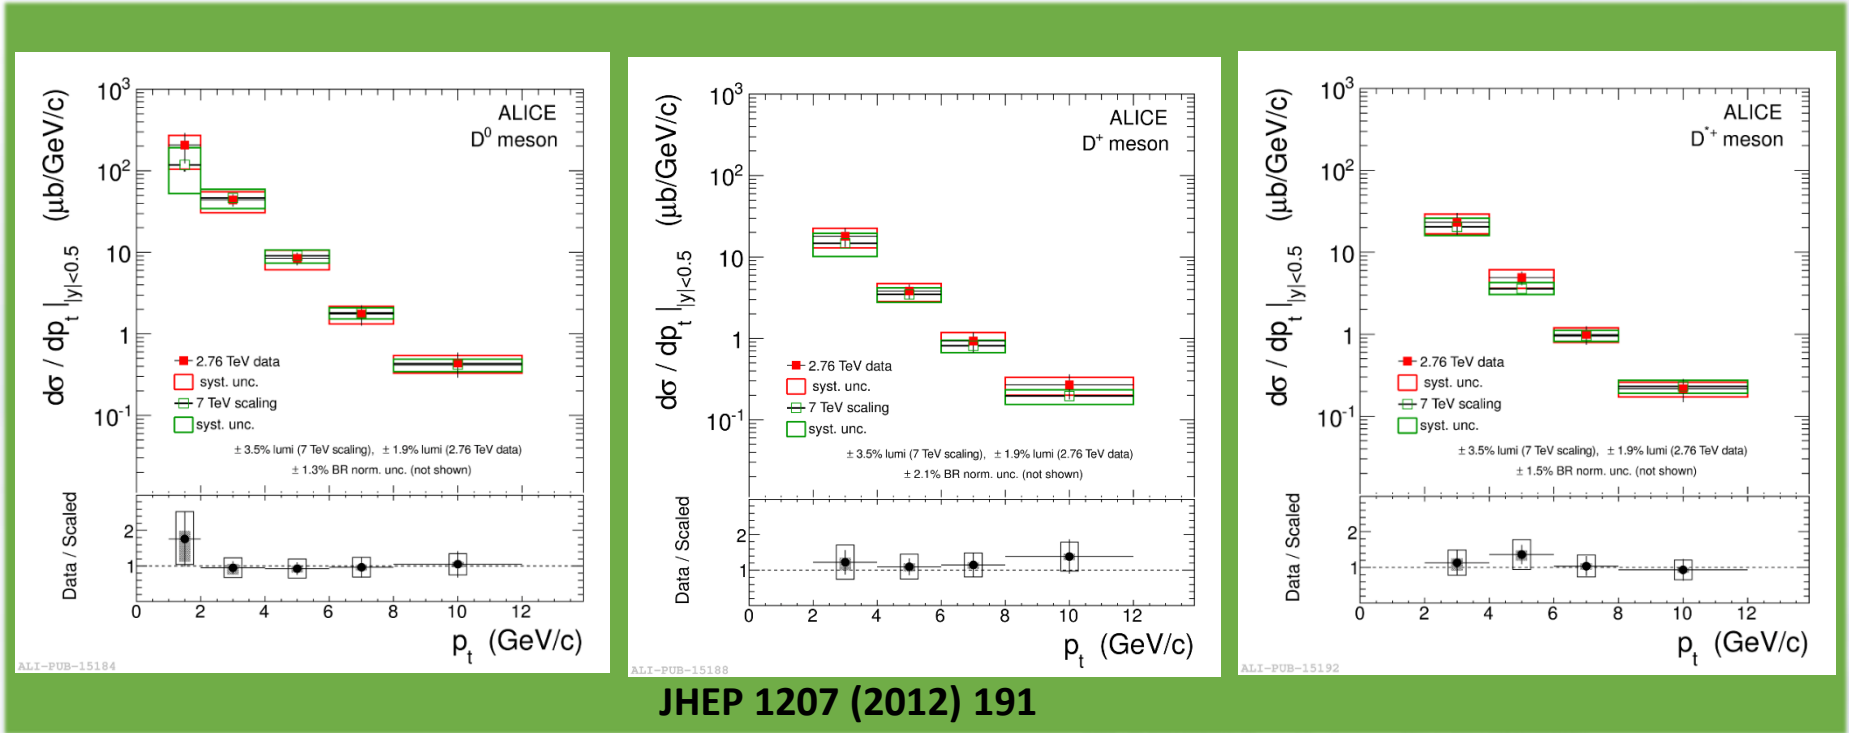 10³
10²
10
1
10⁻¹
dσ / dpₜ ||y|<0.5 (μb/GeV/c)
ALICE
D⁰ meson
2.76 TeV data
syst. unc.
7 TeV scaling
syst. unc.
± 3.5% lumi (7 TeV scaling), ± 1.9% lumi (2.76 TeV data)
± 1.3% BR norm. unc. (not shown)
Data / Scaled
2
1
0 2 4 6 8 10 12
pₜ (GeV/c)
ALI-PUB-15184
10³
10²
10
1
10⁻¹
dσ / dpₜ ||y|<0.5 (μb/GeV/c)
ALICE
D⁺ meson
2.76 TeV data
syst. unc.
7 TeV scaling
syst. unc.
± 3.5% lumi (7 TeV scaling), ± 1.9% lumi (2.76 TeV data)
± 2.1% BR norm. unc. (not shown)
Data / Scaled
2
1
0 2 4 6 8 10 12
pₜ (GeV/c)
ALI-PUB-15188
10³
10²
10
1
10⁻¹
dσ / dpₜ ||y|<0.5 (μb/GeV/c)
ALICE
D*⁺ meson
2.76 TeV data
syst. unc.
7 TeV scaling
syst. unc.
± 3.5% lumi (7 TeV scaling), ± 1.9% lumi (2.76 TeV data)
± 1.5% BR norm. unc. (not shown)
Data / Scaled
2
1
0 2 4 6 8 10 12
pₜ (GeV/c)
ALI-PUB-15192
JHEP 1207 (2012) 191